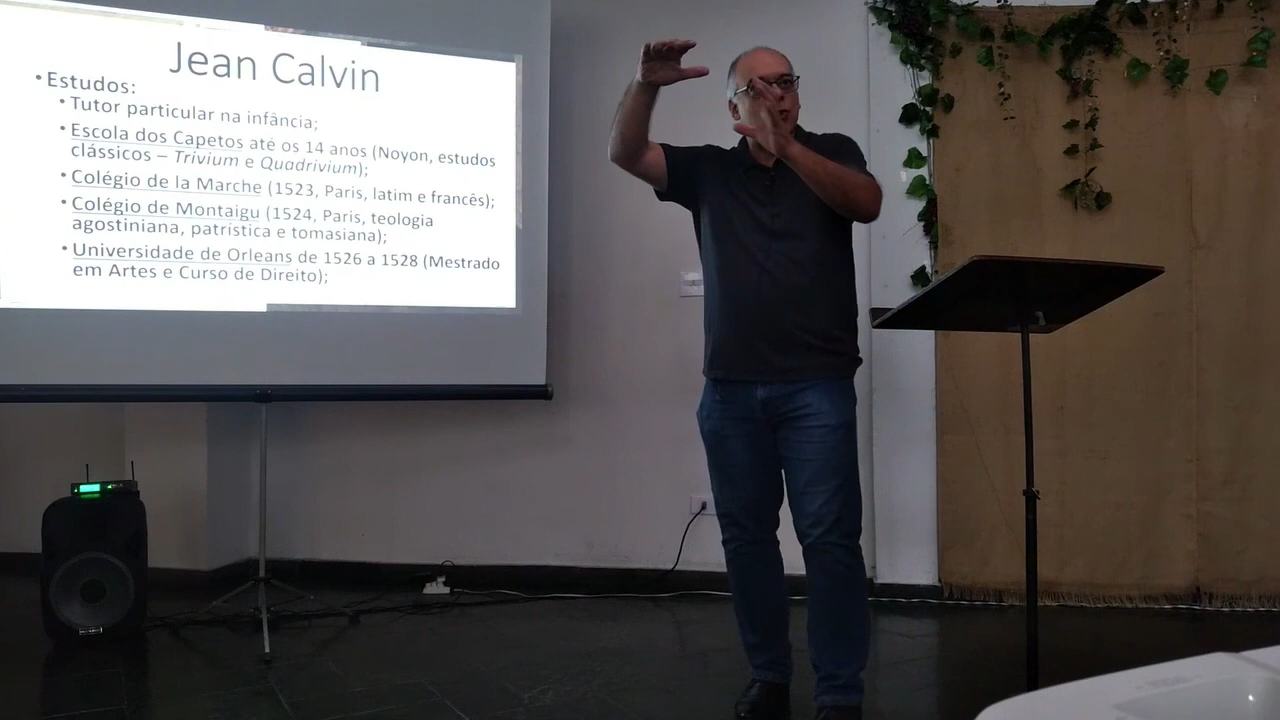 Jean Calvin
• Estudos:
• Tutor particular na infância;
• Escola dos Capetos até os 14 anos (Noyon, estudos
clássicos – Trivium e Quadrivium);
• Colégio de la Marche (1523, Paris, latim e francês);
• Colégio de Montaigu (1524, Paris, teologia
agostiniana, patrística e tomasiana);
• Universidade de Orleans de 1526 a 1528 (Mestrado
em Artes e Curso de Direito);